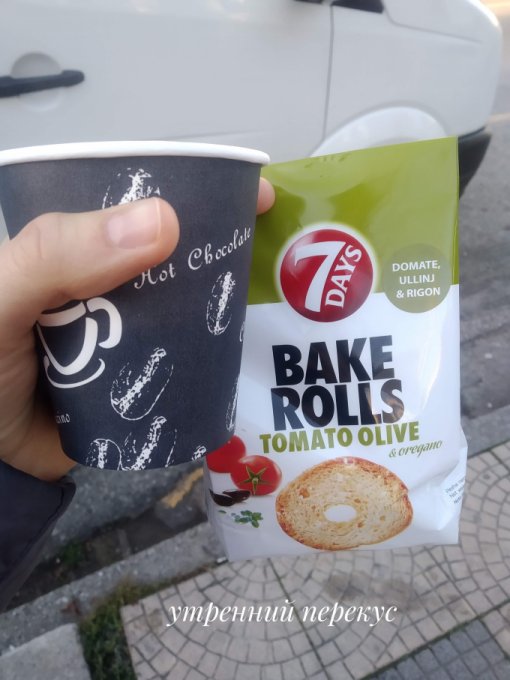 Hot Chocolate
7
DAYS
DOMATE,
ULLINJ
& RIGON
BAKE
ROLLS
TOMATO OLIVE
& oregano
утренний перекус